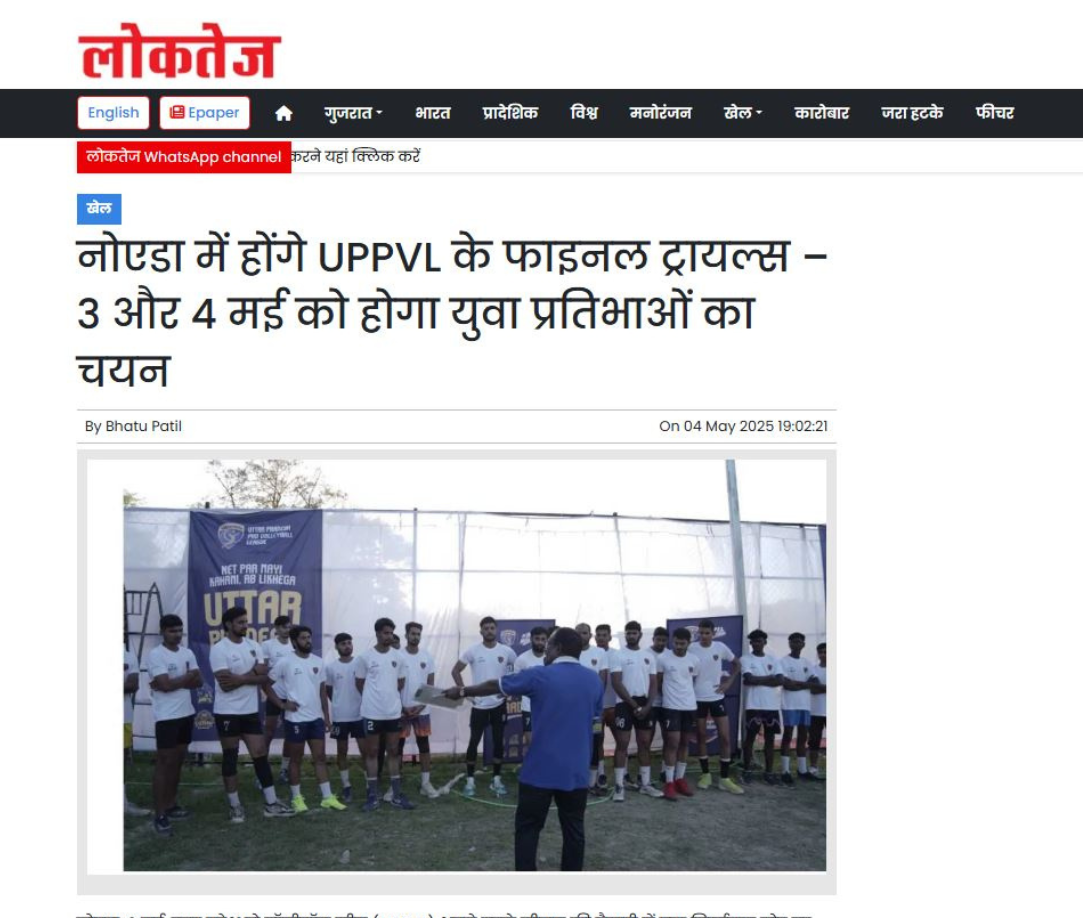 लोकतेज
English Epaper गुजरात भारत प्रादेशिक विश्व मनोरंजन खेल कारोबार जरा हटके फीचर
लोकतेज WhatsApp channel करने यहां क्लिक करें
खेल
नोएडा में होंगे UPPVL के फाइनल ट्रायल्स –
3 और 4 मई को होगा युवा प्रतिभाओं का
चयन
By Bhatu Patil On 04 May 2025 19:02:21
UTTAR PRADESH
PRO VOLLEYBALL
LEAGUE
NET PAR NAYI
KAHANI, AB LIKHEGA
UTTAR